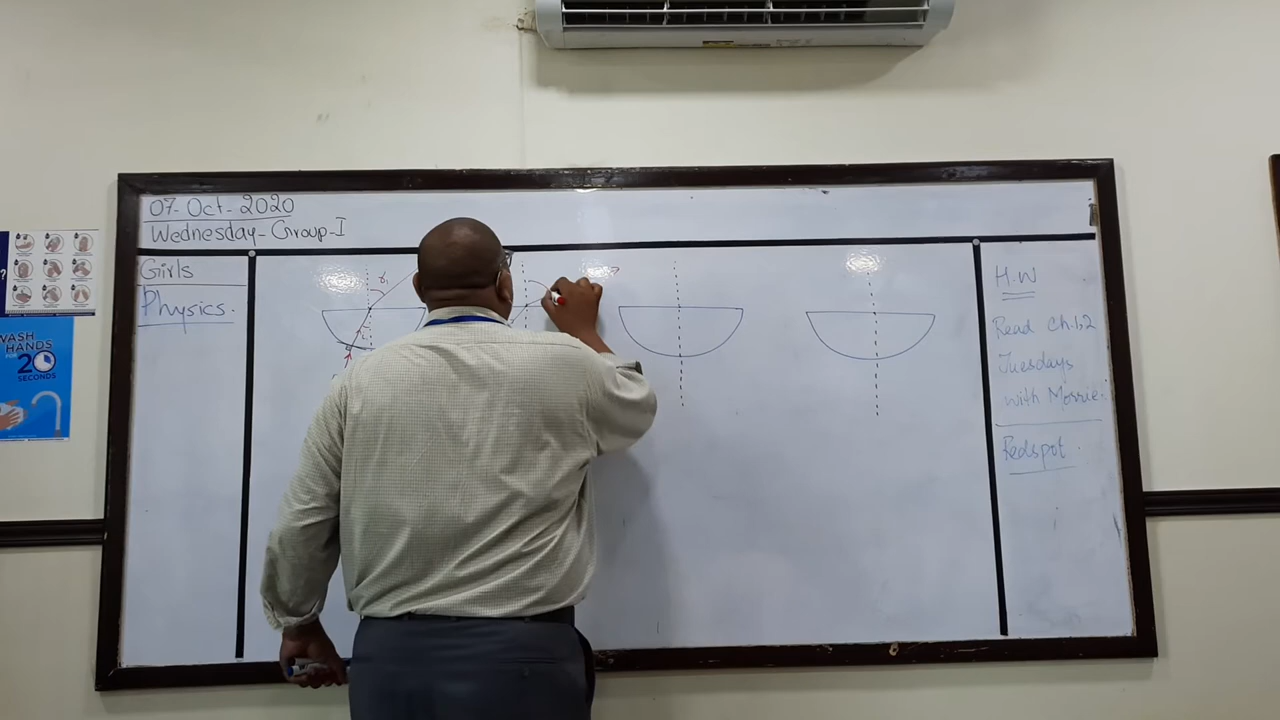 07-Oct-2020
Wednesday-Group-I
Girls
Physics.
r₁
H.W
Read Ch.1,2
Tuesdays
with Morrie.
Redspot.
?
WASH
HANDS
20
SECONDS